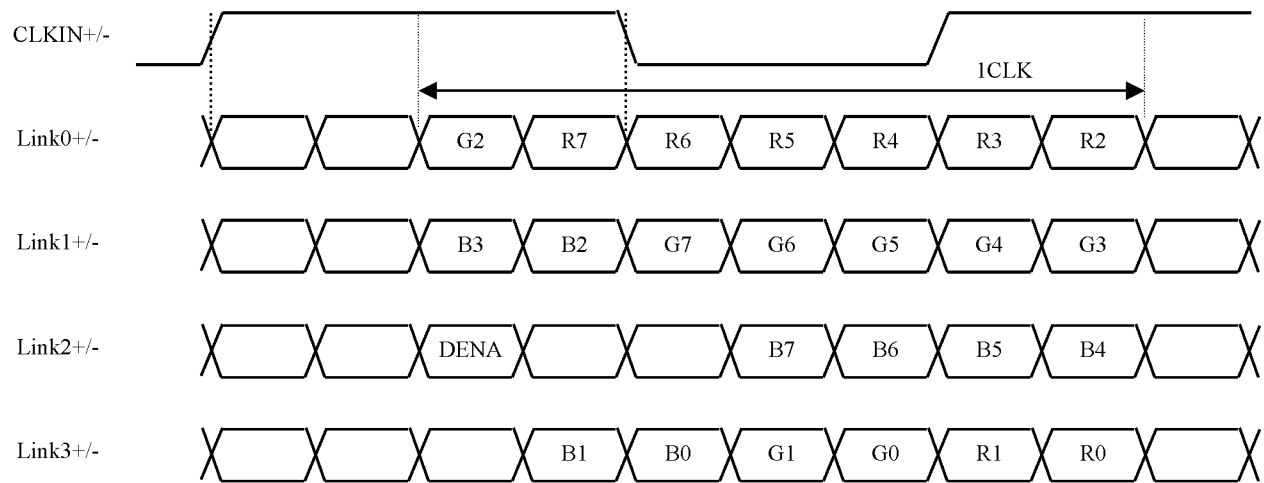 CLKIN+/-
1CLK
Link0+/- G2 R7 R6 R5 R4 R3 R2
Link1+/- B3 B2 G7 G6 G5 G4 G3
Link2+/- DENA B7 B6 B5 B4
Link3+/- B1 B0 G1 G0 R1 R0